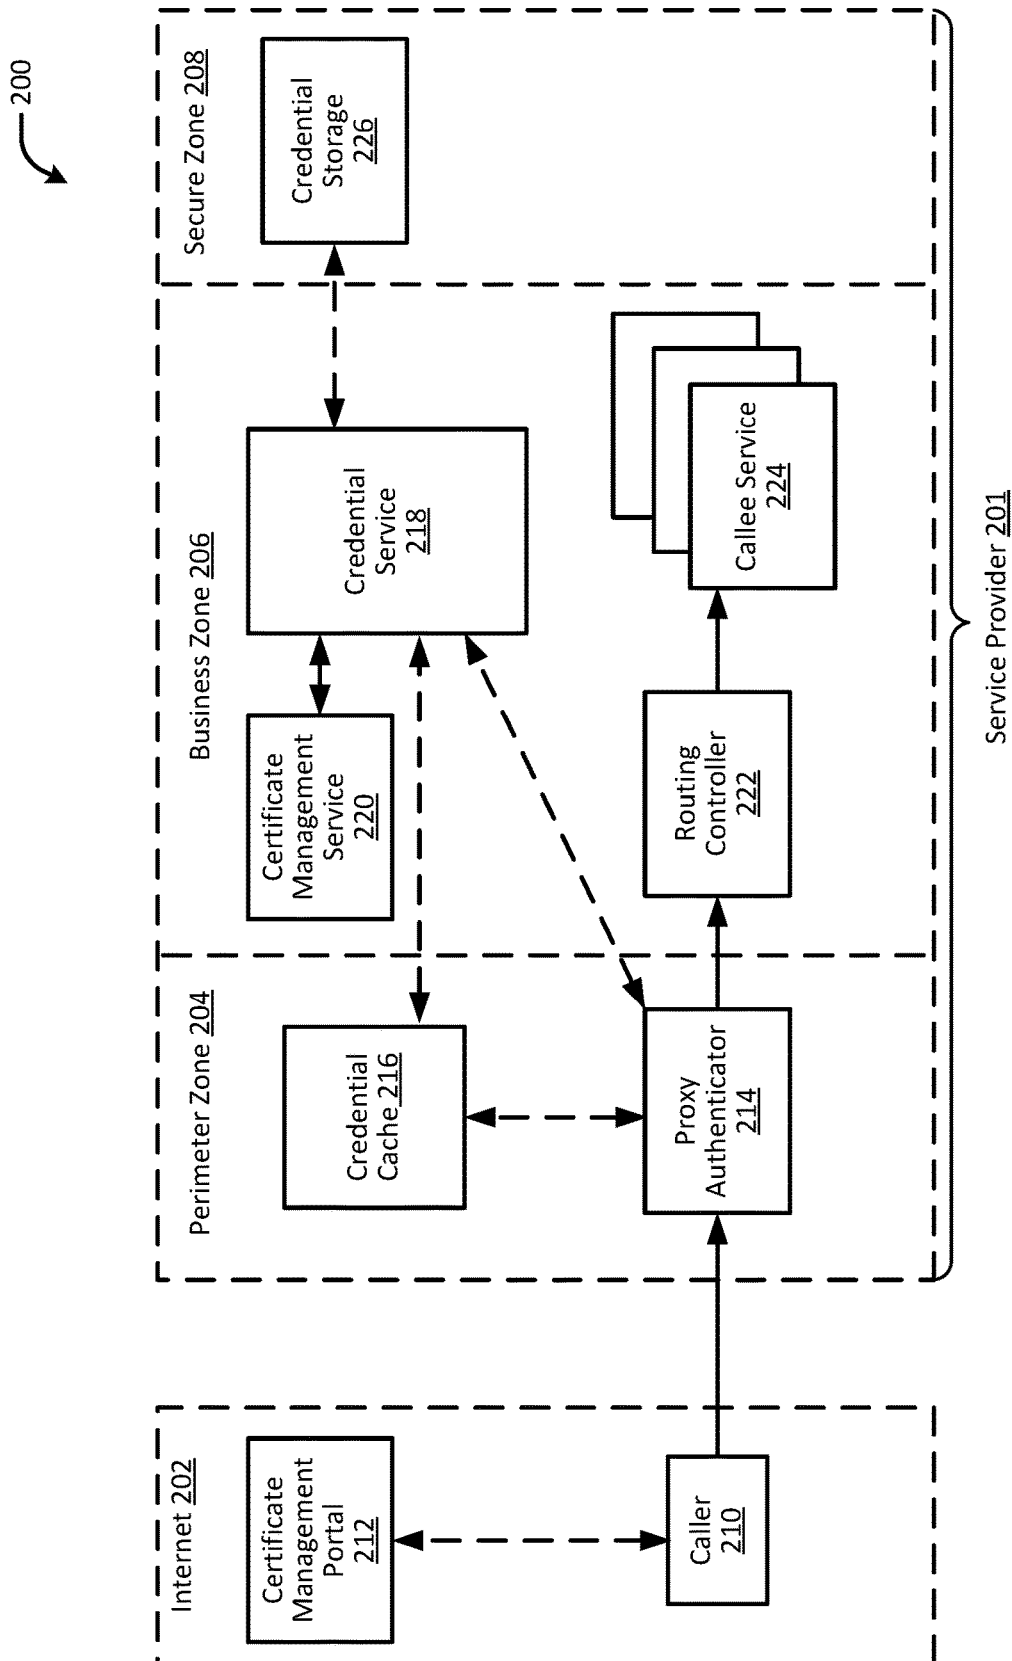 200
Internet 202
Certificate
Management
Portal
212
Caller
210
Perimeter Zone 204
Credential
Cache 216
Proxy
Authenticator
214
Business Zone 206
Certificate
Management
Service
220
Credential
Service
218
Routing
Controller
222
Callee Service
224
Secure Zone 208
Credential
Storage
226
Service Provider 201